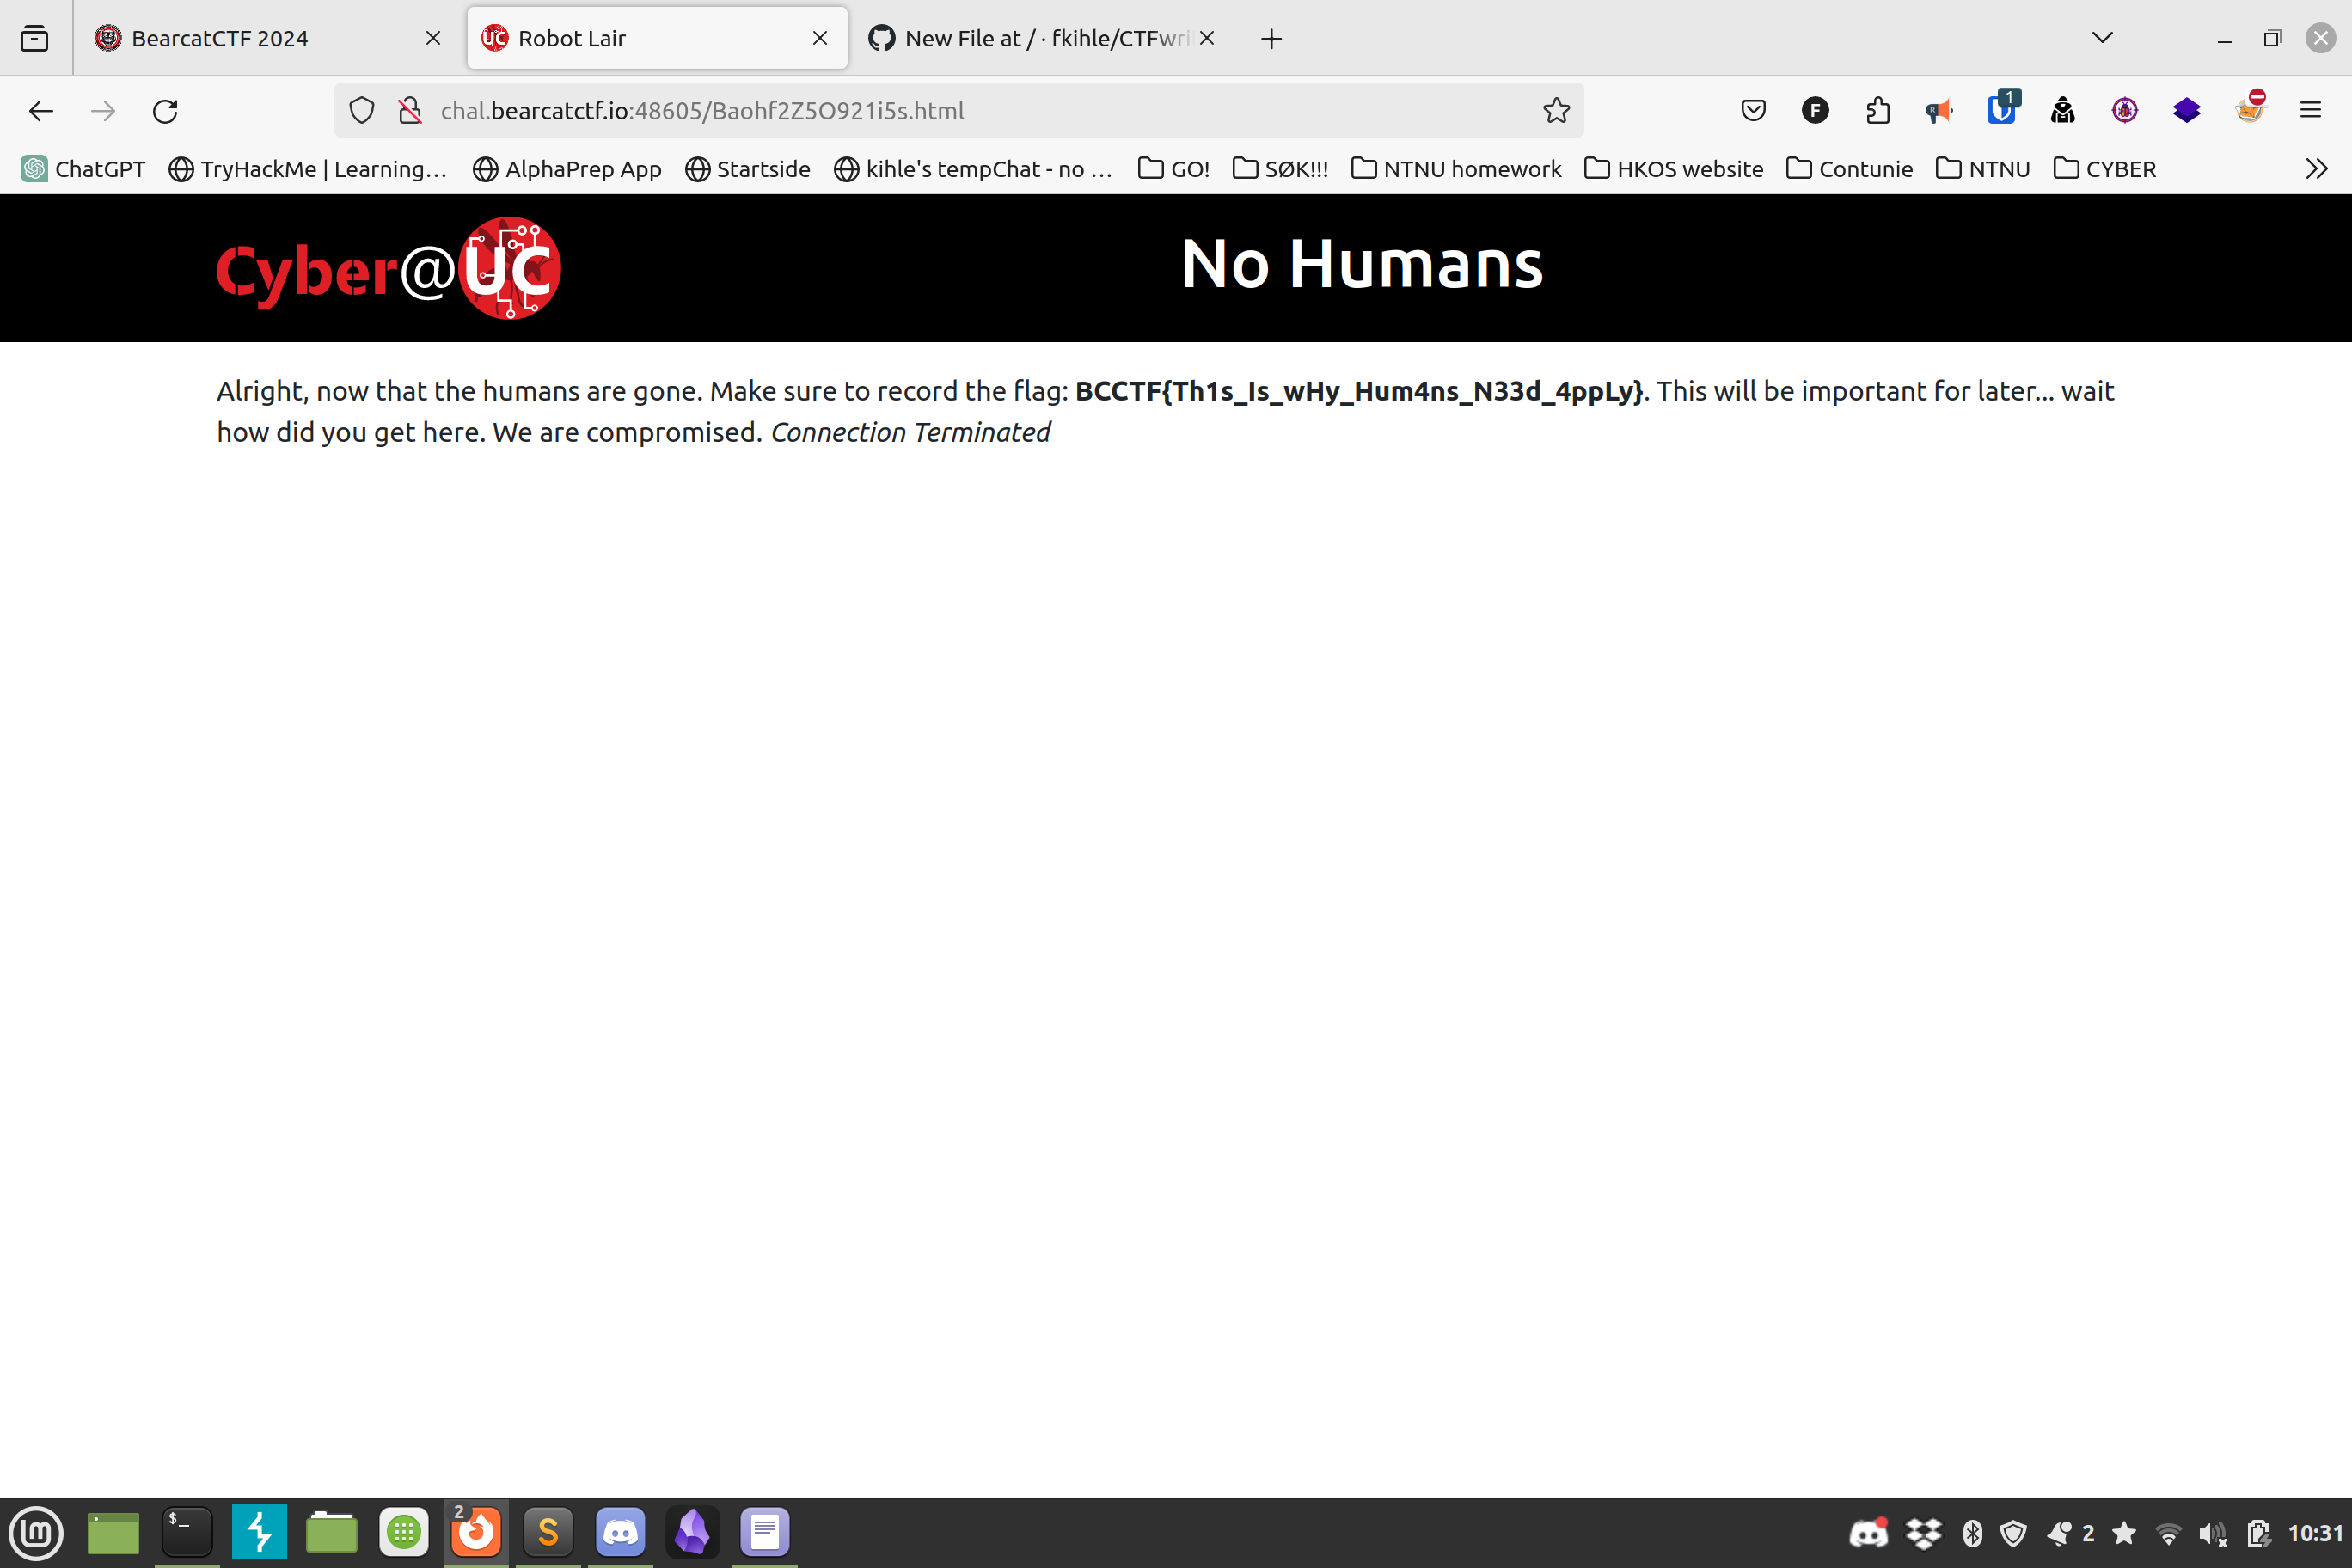 BearcatCTF 2024
Robot Lair
New File at / · fkihle/CTFwri
chal.bearcatctf.io:48605/Baohf2Z5O921i5s.html
F
R
1
ChatGPT
TryHackMe | Learning…
AlphaPrep App
Startside
kihle's tempChat - no …
GO!
SØK!!!
NTNU homework
HKOS website
Contunie
NTNU
CYBER
Cyber@UC
No Humans
Alright, now that the humans are gone. Make sure to record the flag: BCCTF{Th1s_Is_wHy_Hum4ns_N33d_4ppLy}. This will be important for later... wait
how did you get here. We are compromised. Connection Terminated
$_
2
S
2
10:31